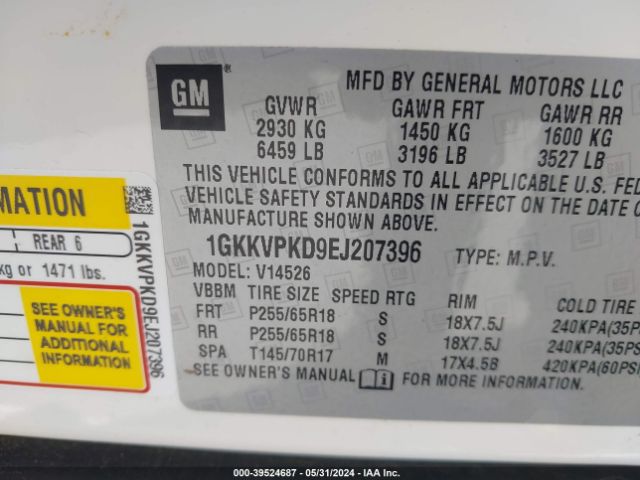 GM
MFD BY GENERAL MOTORS LLC
GVWR GAWR FRT GAWR RR
2930 KG 1450 KG 1600 KG
6459 LB 3196 LB 3527 LB
THIS VEHICLE CONFORMS TO ALL APPLICABLE U.S. FED
VEHICLE SAFETY STANDARDS IN EFFECT ON THE DATE O
MANUFACTURE SHOWN ABOVE.
1GKKVPKD9EJ207396 TYPE: M.P.V.
MODEL: V14526
VBBM TIRE SIZE SPEED RTG RIM COLD TIRE
FRT P255/65R18 S 18X7.5J 240KPA(35P
RR P255/65R18 S 18X7.5J 240KPA(35PS
SPA T145/70R17 M 17X4.5B 420KPA(60PSI
SEE OWNER'S MANUAL FOR MORE INFORMATION.
MATION
REAR 6
kg or 1471 lbs.
SEE OWNER'S
MANUAL FOR
ADDITIONAL
INFORMATION
1GKKVPKD9EJ207396
000-39524687 - 05/31/2024 - IAA Inc.